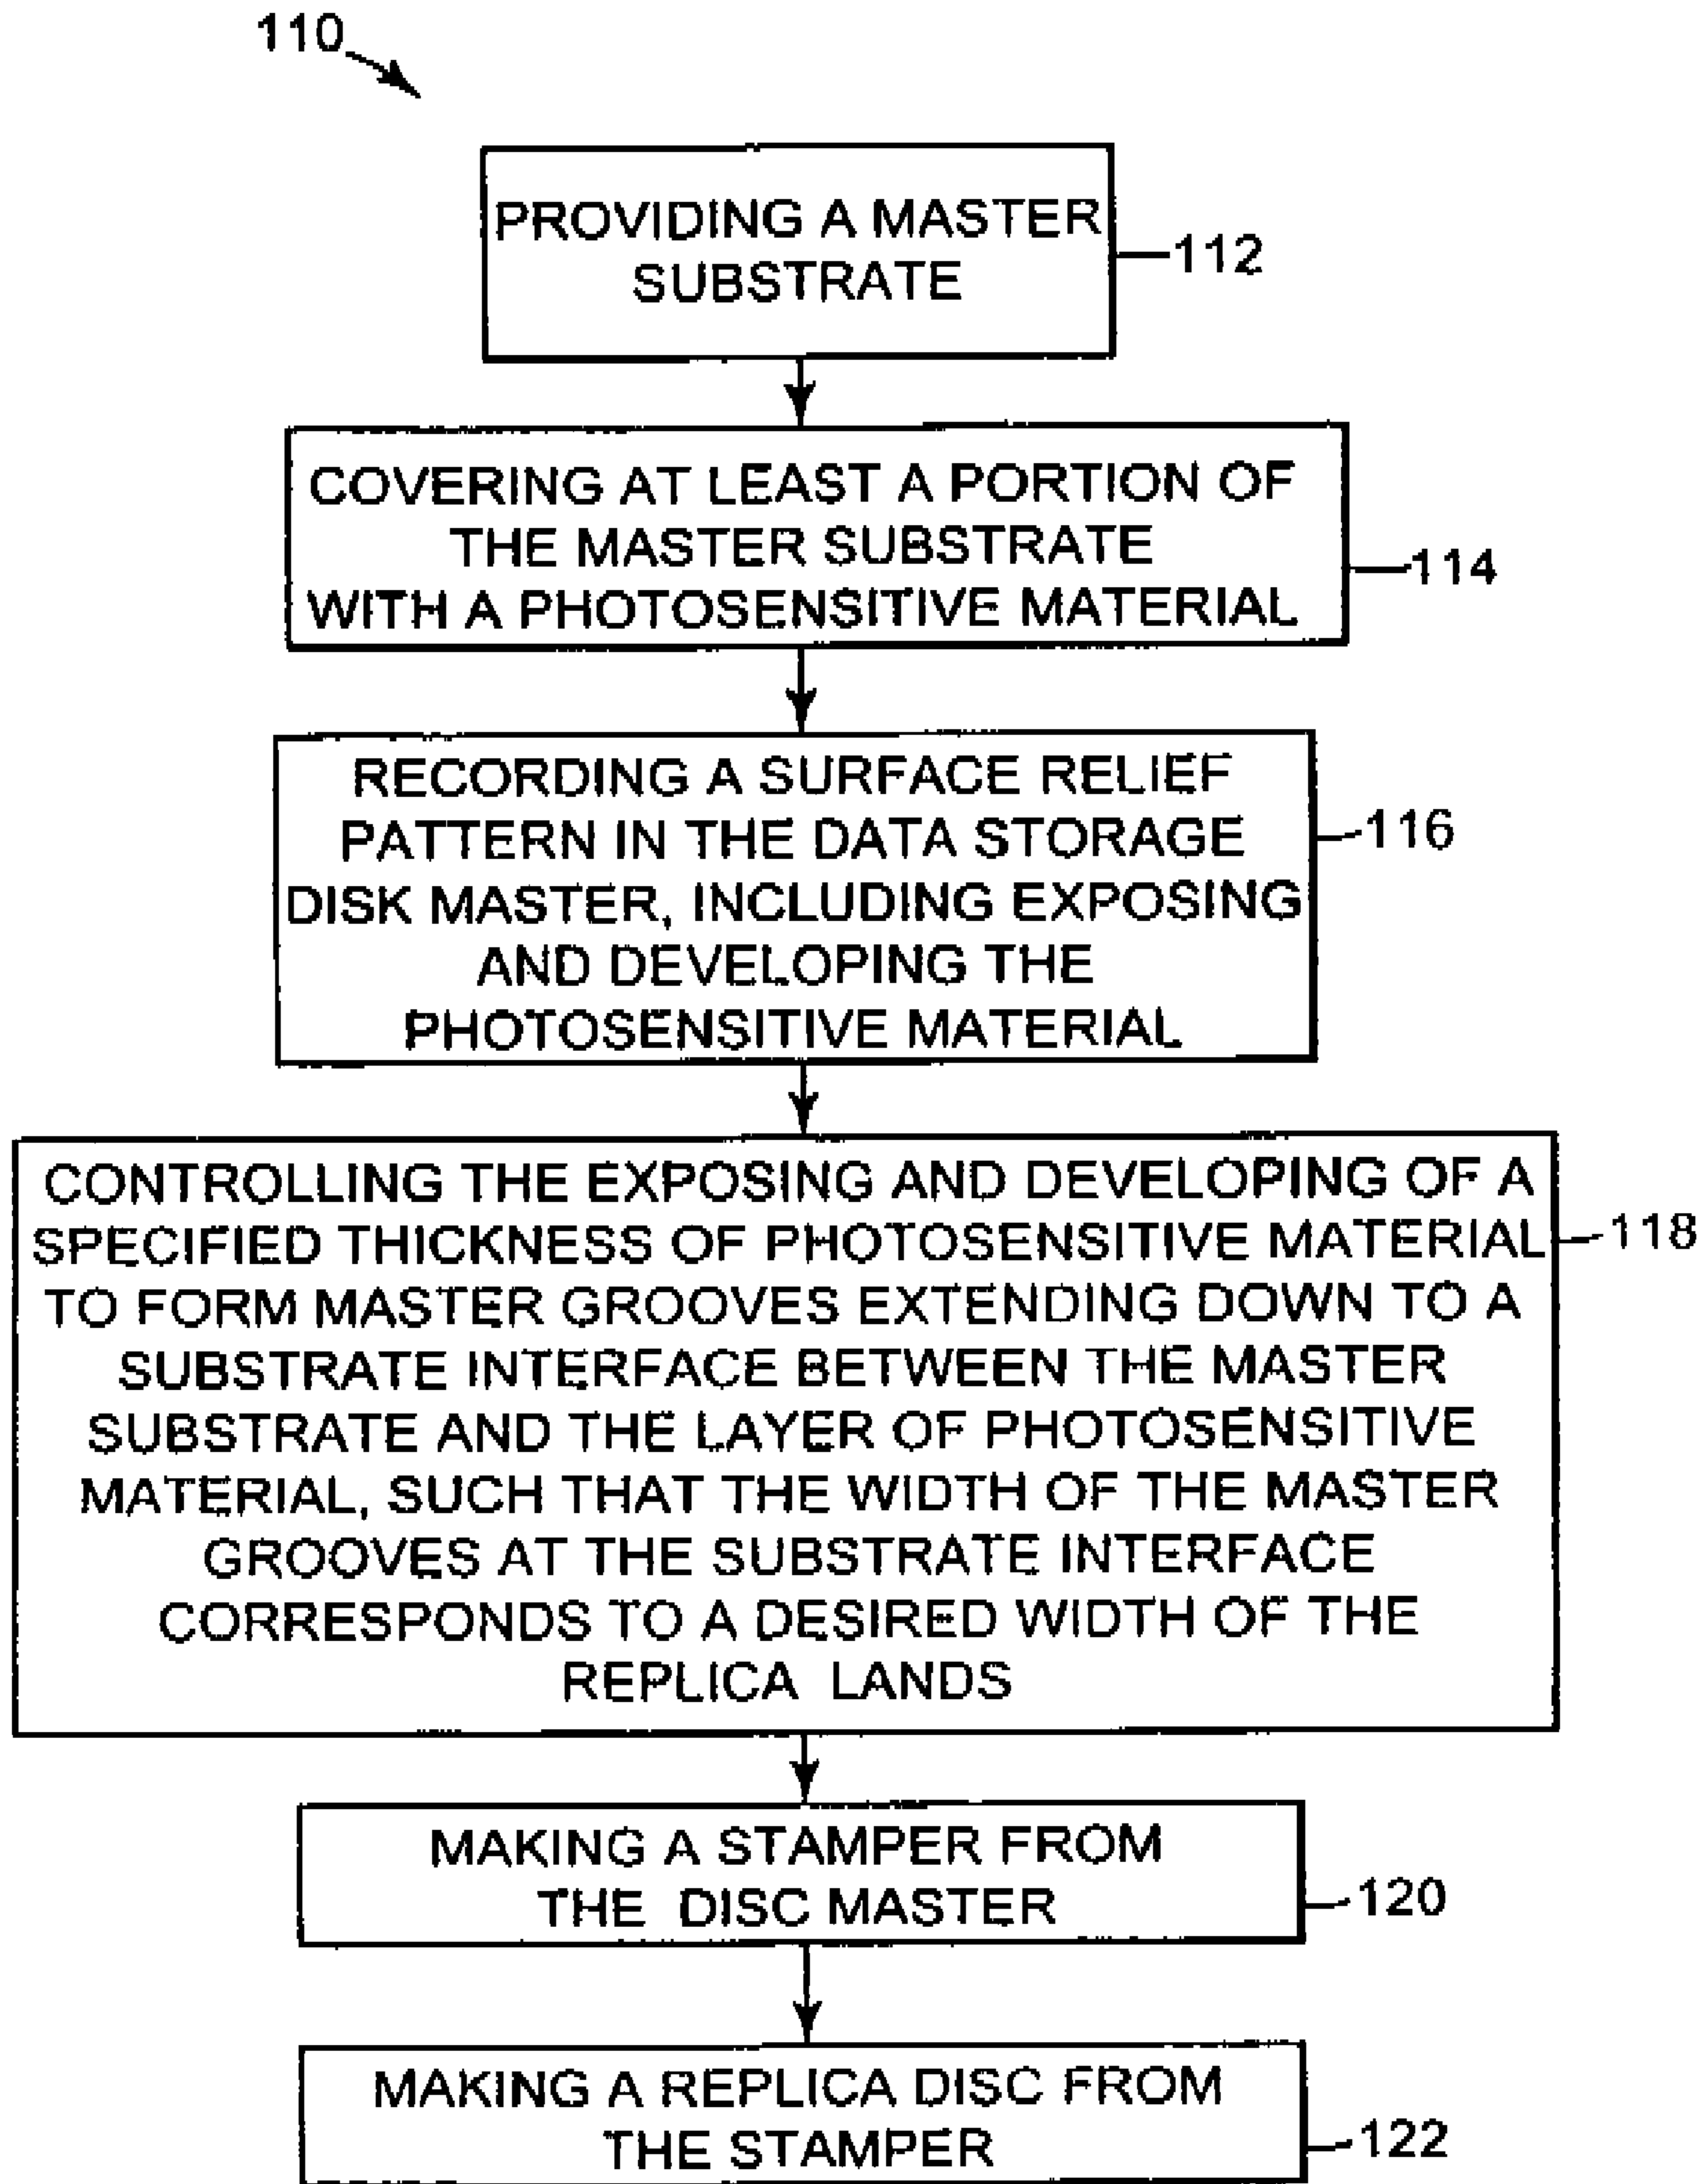 110
PROVIDING A MASTER
SUBSTRATE
112
COVERING AT LEAST A PORTION OF
THE MASTER SUBSTRATE
WITH A PHOTOSENSITIVE MATERIAL
114
RECORDING A SURFACE RELIEF
PATTERN IN THE DATA STORAGE
DISK MASTER, INCLUDING EXPOSING
AND DEVELOPING THE
PHOTOSENSITIVE MATERIAL
116
CONTROLLING THE EXPOSING AND DEVELOPING OF A
SPECIFIED THICKNESS OF PHOTOSENSITIVE MATERIAL
TO FORM MASTER GROOVES EXTENDING DOWN TO A
SUBSTRATE INTERFACE BETWEEN THE MASTER
SUBSTRATE AND THE LAYER OF PHOTOSENSITIVE
MATERIAL, SUCH THAT THE WIDTH OF THE MASTER
GROOVES AT THE SUBSTRATE INTERFACE
CORRESPONDS TO A DESIRED WIDTH OF THE
REPLICA LANDS
118
MAKING A STAMPER FROM
THE DISC MASTER
120
MAKING A REPLICA DISC FROM
THE STAMPER
122